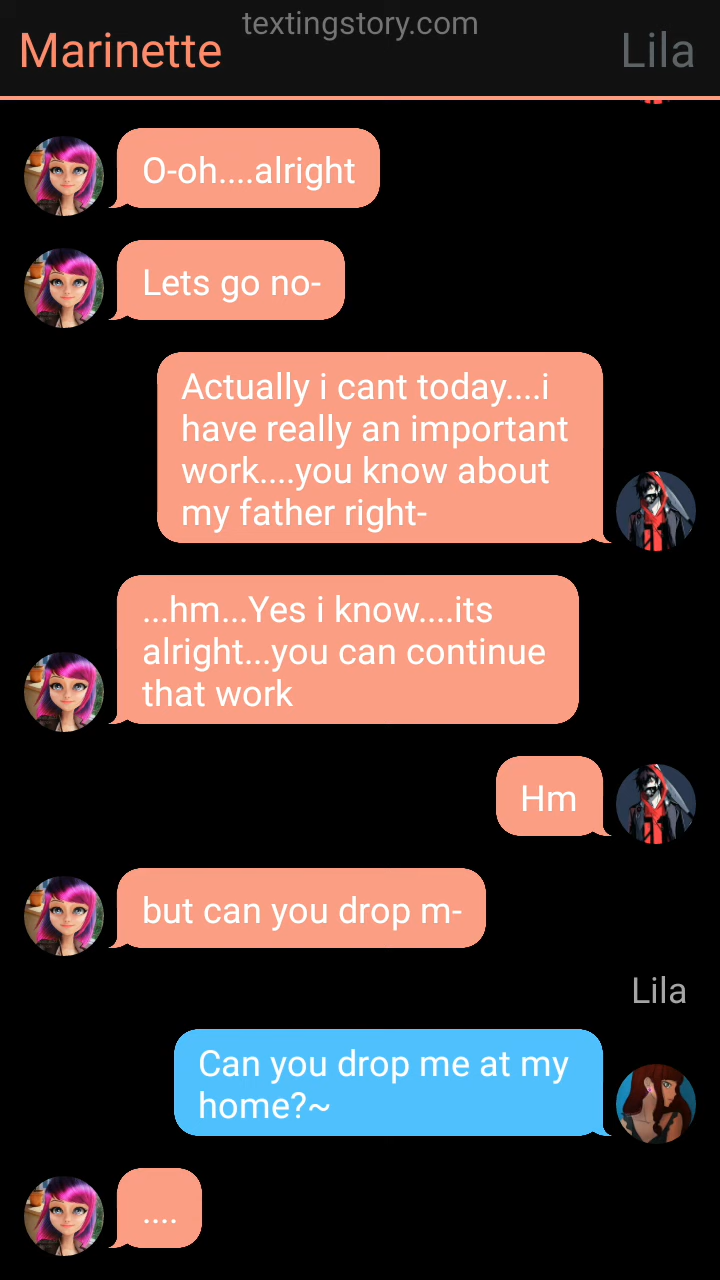 textingstory.com
Marinette
Lila
O-oh....alright
Lets go no-
Actually i cant today....i
have really an important
work....you know about
my father right-
...hm...Yes i know....its
alright...you can continue
that work
Hm
but can you drop m-
Lila
Can you drop me at my
home?~
....